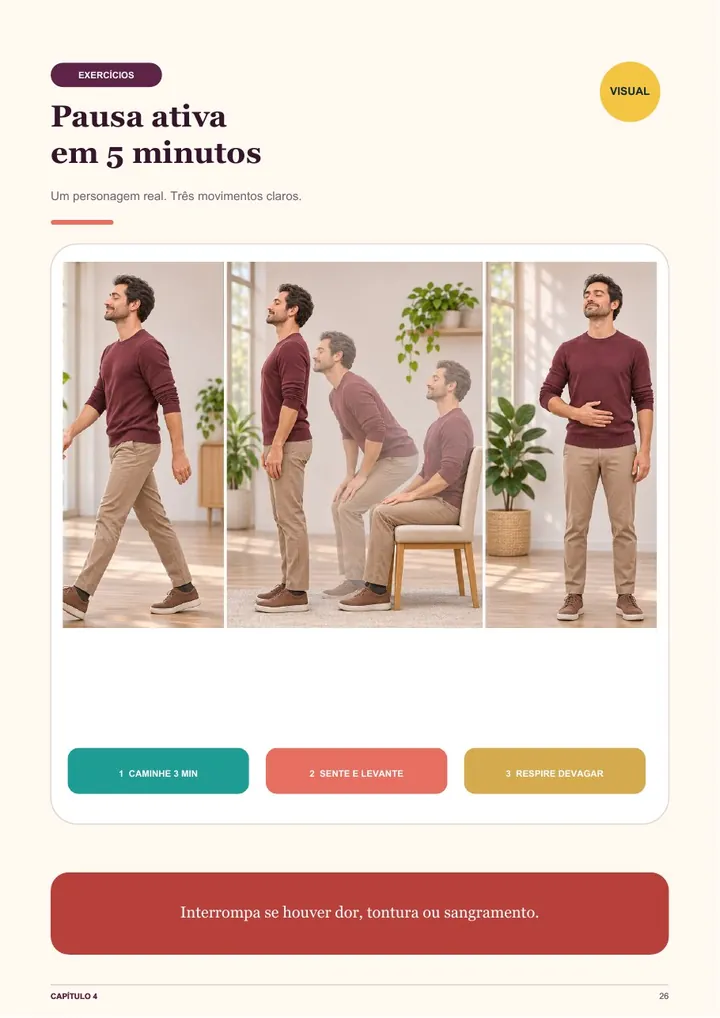 EXERCÍCIOS
VISUAL
Pausa ativa
em 5 minutos
Um personagem real. Três movimentos claros.
1 CAMINHE 3 MIN
2 SENTE E LEVANTE
3 RESPIRE DEVAGAR
Interrompa se houver dor, tontura ou sangramento.
CAPÍTULO 4
26